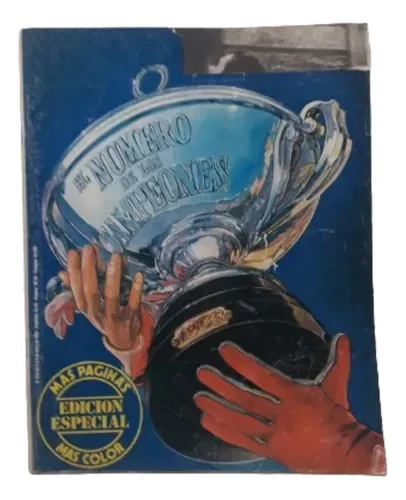 EL NUMERO
DE LOS
CAMPEONES
MAS PAGINAS
EDICION
ESPECIAL
MAS COLOR